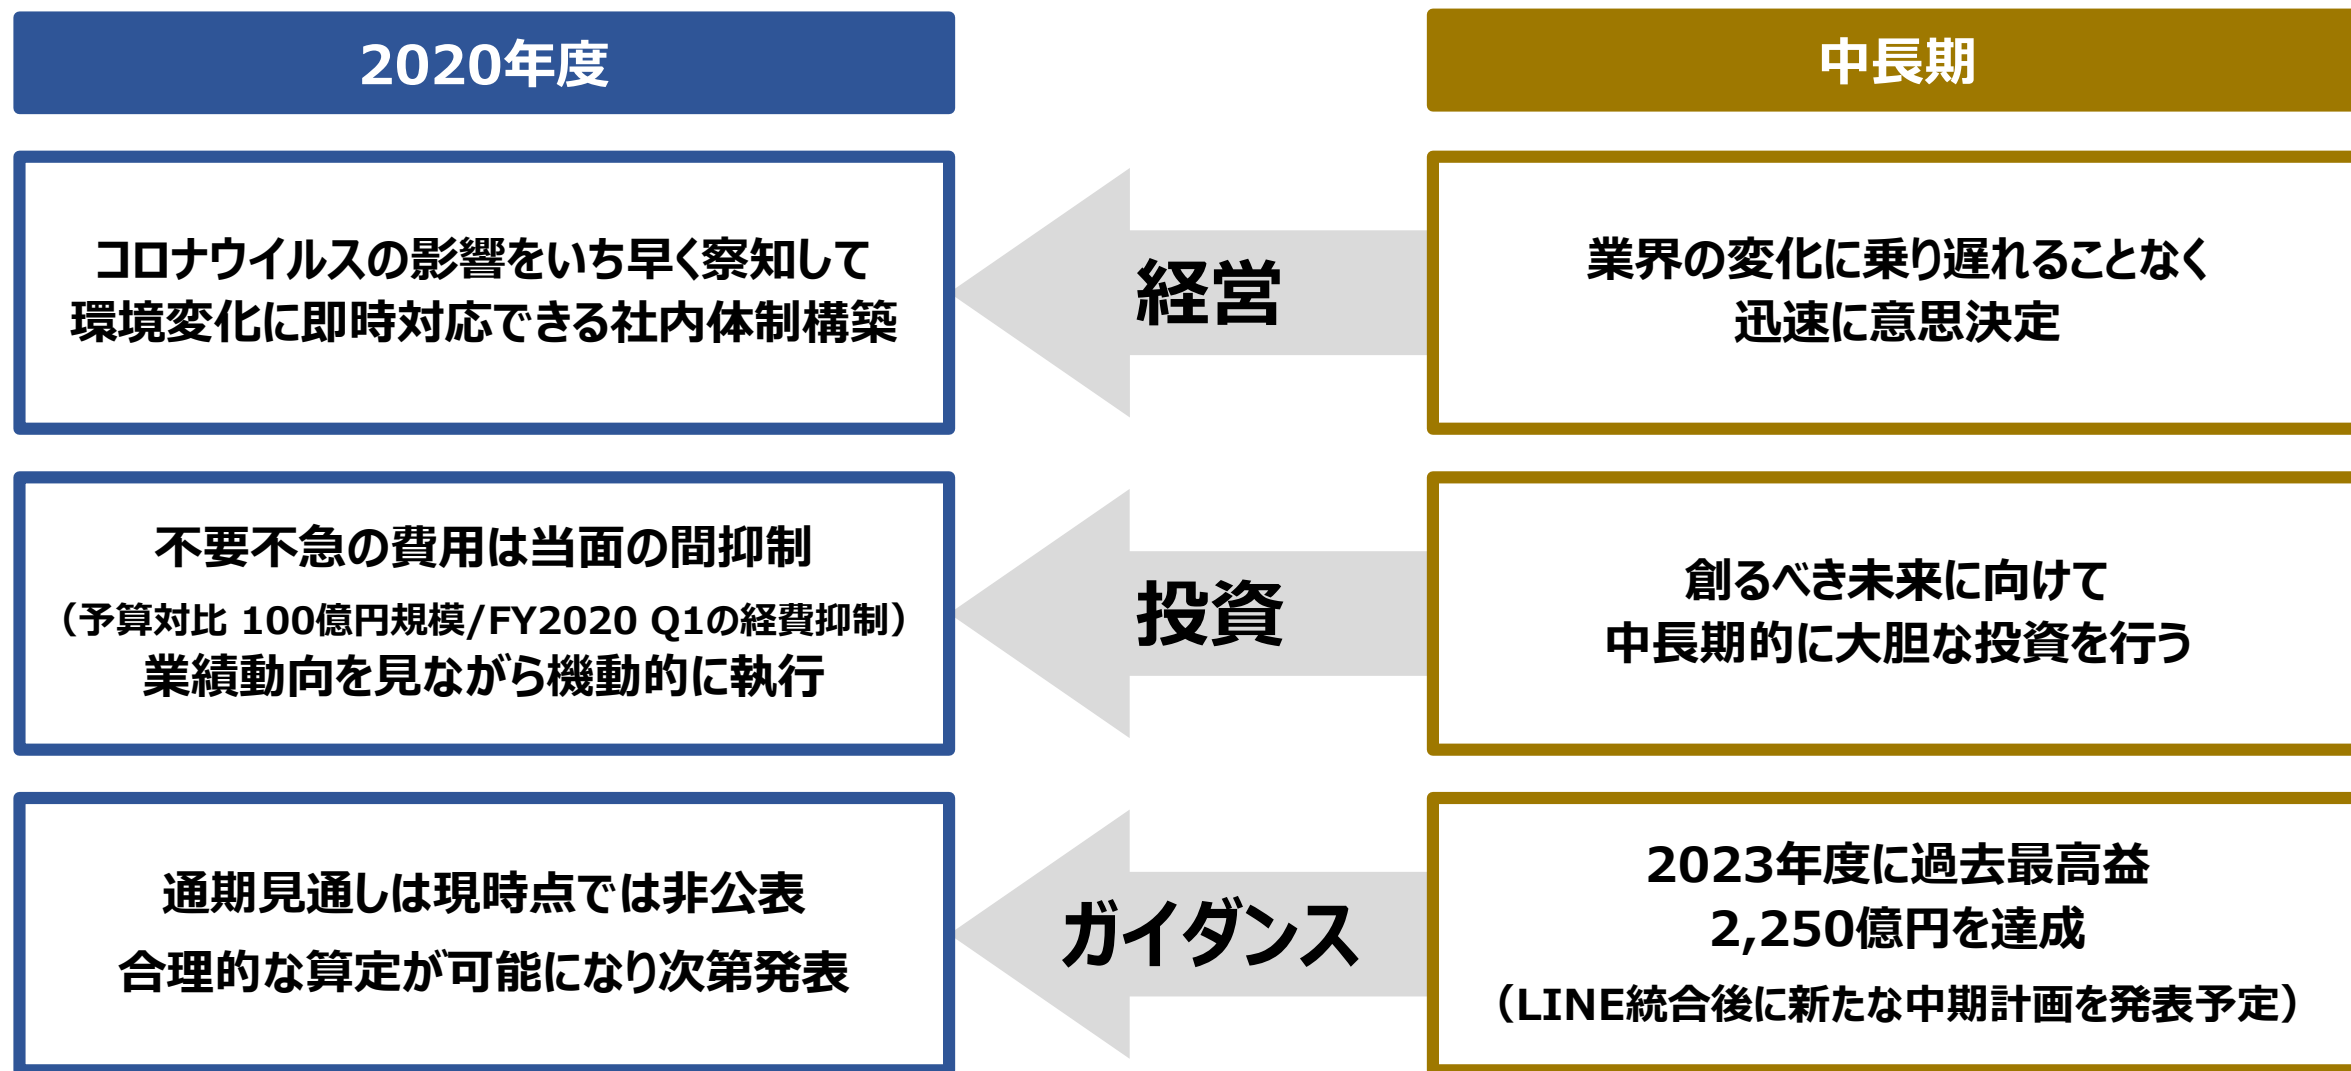 2020年度
中長期
コロナウイルスの影響をいち早く察知して
環境変化に即時対応できる社内体制構築
経営
業界の変化に乗り遅れることなく
迅速に意思決定
不要不急の費用は当面の間抑制
（予算対比 100億円規模/FY2020 Q1の経費抑制）
業績動向を見ながら機動的に執行
投資
創るべき未来に向けて
中長期的に大胆な投資を行う
通期見通しは現時点では非公表
合理的な算定が可能になり次第発表
ガイダンス
2023年度に過去最高益
2,250億円を達成
（LINE統合後に新たな中期計画を発表予定）